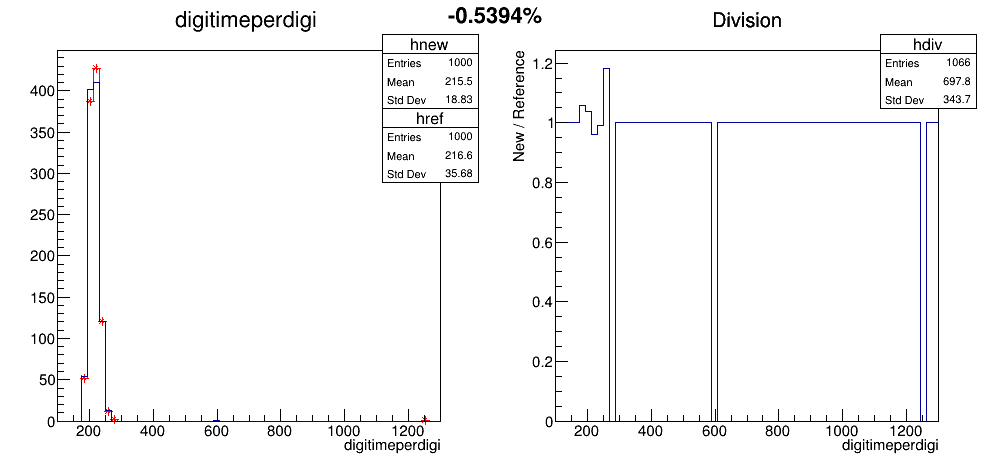 -0.5394%
digitimeperdigi
hnew
Entries 1000
Mean 215.5
Std Dev 18.83
href
Entries 1000
Mean 216.6
Std Dev 35.68
400
350
300
250
200
150
100
50
0
200 400 600 800 1000 1200
digitimeperdigi
Division
hdiv
Entries 1066
Mean 697.8
Std Dev 343.7
New / Reference
1.2
1
0.8
0.6
0.4
0.2
0
200 400 600 800 1000 1200
digitimeperdigi